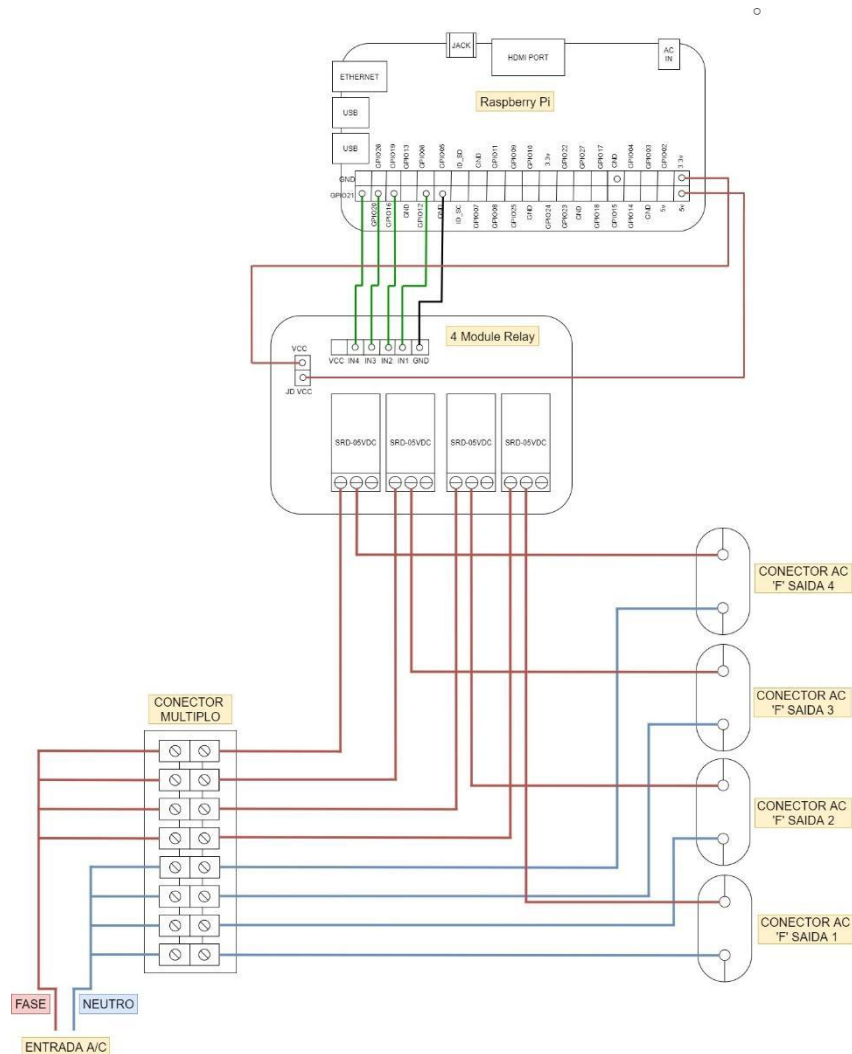 JACK
HDMI PORT
AC
IN
ETHERNET
USB
USB
Raspberry Pi
GND
GPIO26
GPIO19
GPIO13
GPIO06
GPIO05
ID_SD
GND
GPIO11
GPIO09
GPIO10
3.3v
GPIO22
GPIO27
GPIO17
GND
GPIO04
GPIO03
GPIO02
3.3v
GPIO21
GPIO20
GPIO16
GND
GPIO12
GND
ID_SC
GPIO07
GPIO08
GPIO25
GND
GPIO24
GPIO23
GND
GPIO18
GPIO15
GPIO14
GND
5v
5v
4 Module Relay
VCC
JD VCC
VCC IN4 IN3 IN2 IN1 GND
SRD-05VDC
SRD-05VDC
SRD-05VDC
SRD-05VDC
CONECTOR AC
'F' SAIDA 4
CONECTOR AC
'F' SAIDA 3
CONECTOR AC
'F' SAIDA 2
CONECTOR AC
'F' SAIDA 1
CONECTOR
MULTIPLO
FASE
NEUTRO
ENTRADA A/C